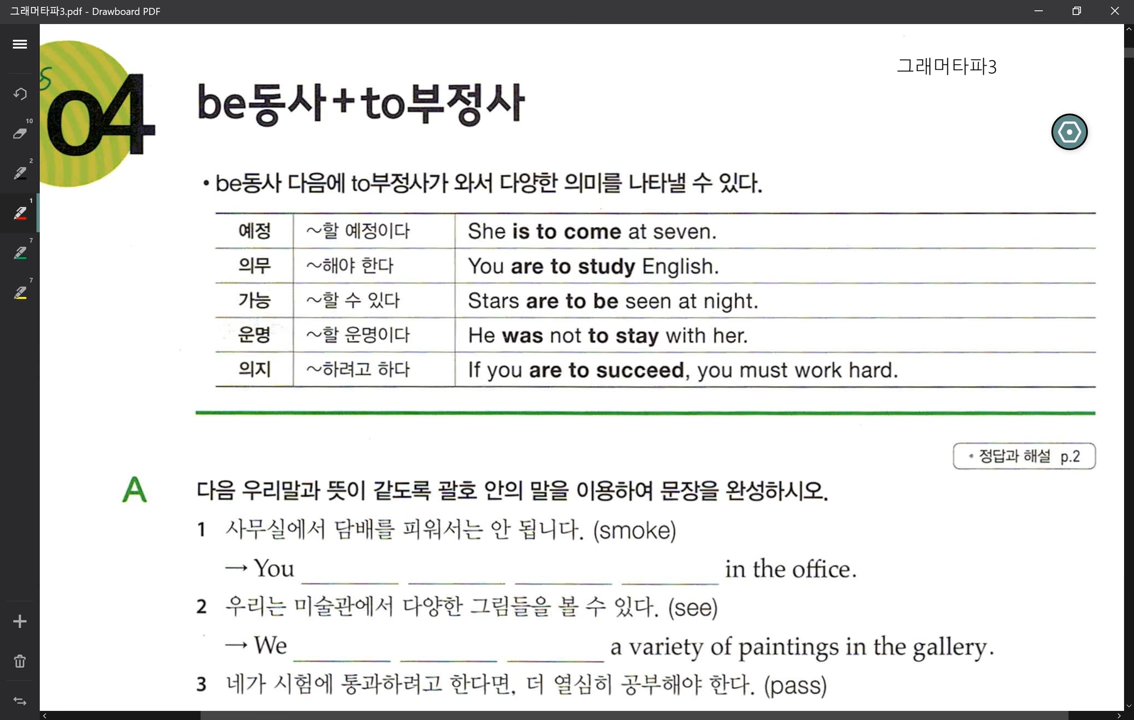 그래머타파3.pdf - Drawboard PDF
그래머타파3
04
be동사+to부정사
• be동사 다음에 to부정사가 와서 다양한 의미를 나타낼 수 있다.
예정 ~할 예정이다 She is to come at seven.
의무 ~해야 한다 You are to study English.
가능 ~할 수 있다 Stars are to be seen at night.
운명 ~할 운명이다 He was not to stay with her.
의지 ~하려고 하다 If you are to succeed, you must work hard.
• 정답과 해설 p.2
A 다음 우리말과 뜻이 같도록 괄호 안의 말을 이용하여 문장을 완성하시오.
1 사무실에서 담배를 피워서는 안 됩니다. (smoke)
→ You ________ ________ ________ ________ in the office.
2 우리는 미술관에서 다양한 그림들을 볼 수 있다. (see)
→ We ________ ________ ________ a variety of paintings in the gallery.
3 네가 시험에 통과하려고 한다면, 더 열심히 공부해야 한다. (pass)
10
2
1
7
7